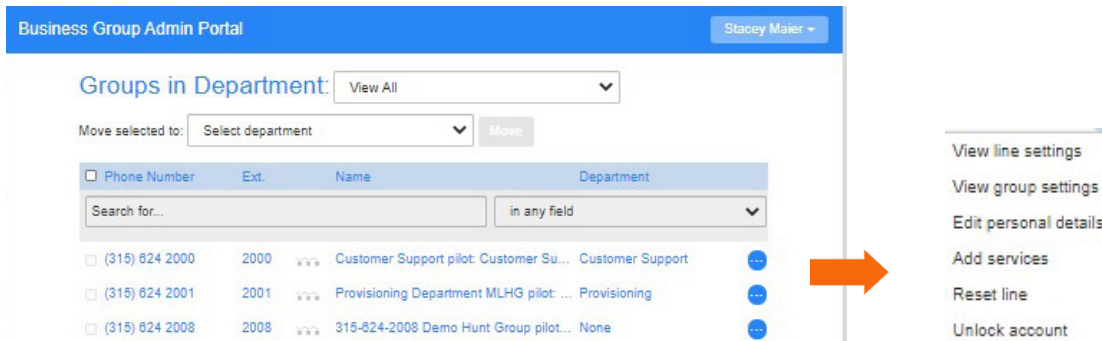 Business Group Admin Portal
Stacey Maier
Groups in Department: View All
Move selected to: Select department Move
Phone Number Ext. Name Department
Search for... in any field
(315) 624 2000 2000 Customer Support pilot: Customer Su... Customer Support
(315) 624 2001 2001 Provisioning Department MLHG pilot: ... Provisioning
(315) 624 2008 2008 315-624-2008 Demo Hunt Group pilot... None
View line settings
View group settings
Edit personal details
Add services
Reset line
Unlock account